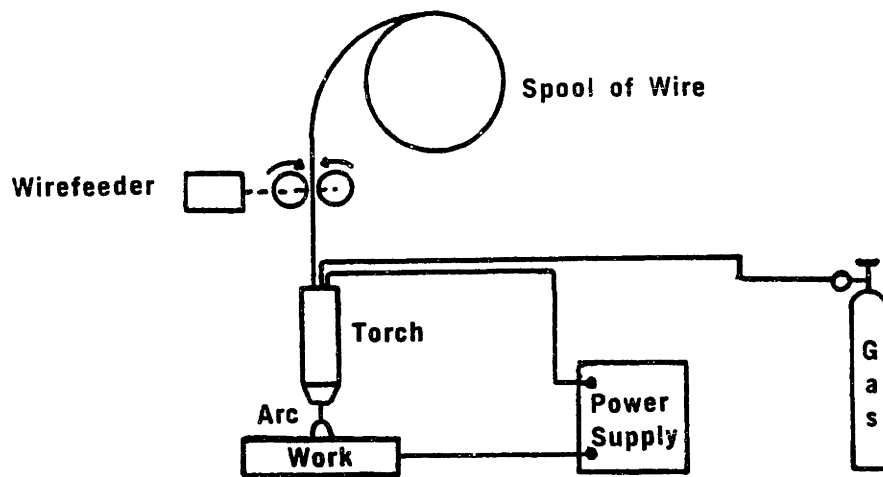 Spool of Wire
Wirefeeder
Torch
Arc
Work
Power
Supply
G
a
s